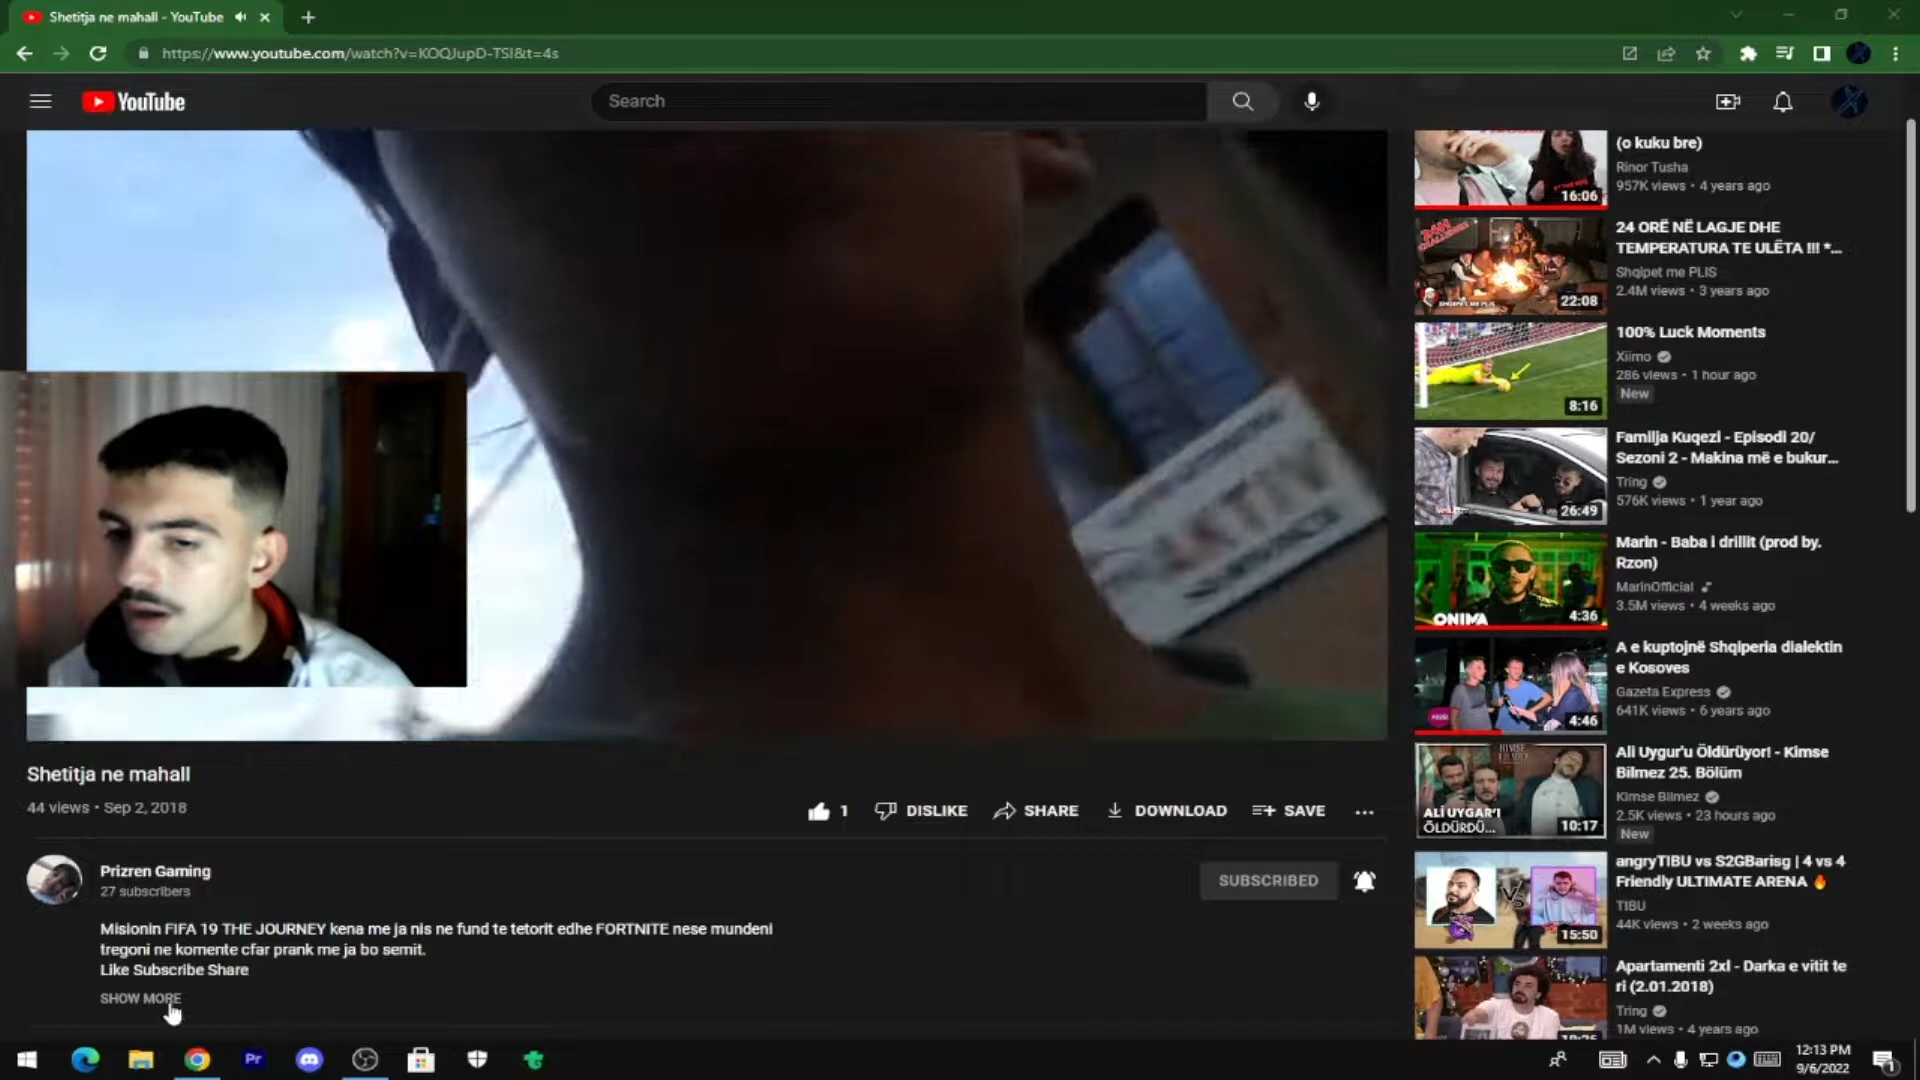 Shetitja ne mahall - YouTube
https://www.youtube.com/watch?v=KOQJupD-TSI&t=4s
YouTube
Search
(o kuku bre)
Rinor Tusha
957K views • 4 years ago
16:06
24 ORË NË LAGJE DHE
TEMPERATURA TE ULËTA !!! *...
Shqipet me PLIS
2.4M views • 3 years ago
22:08
100% Luck Moments
Xiimo
286 views • 1 hour ago
New
8:16
Familja Kuqezi - Episodi 20/
Sezoni 2 - Makina më e bukur...
Tring
576K views • 1 year ago
26:49
Marin - Baba i drillit (prod by.
Rzon)
MarinOfficial
3.5M views • 4 weeks ago
ONIMA
4:36
A e kuptojnë Shqiperia dialektin
e Kosoves
Gazeta Express
641K views • 6 years ago
4:46
Ali Uygur'u Öldürüyor! - Kimse
Bilmez 25. Bölüm
Kimse Bilmez
2.5K views • 23 hours ago
New
ALİ UYGAR'I
ÖLDÜRDÜ...
10:17
angryTIBU vs S2GBarisg | 4 vs 4
Friendly ULTIMATE ARENA
TIBU
44K views • 2 weeks ago
VS
15:50
Apartamenti 2xl - Darka e vitit te
ri (2.01.2018)
Tring
1M views • 4 years ago
Shetitja ne mahall
44 views • Sep 2, 2018
1 DISLIKE SHARE DOWNLOAD SAVE
Prizren Gaming
27 subscribers
SUBSCRIBED
Misionin FIFA 19 THE JOURNEY kena me ja nis ne fund te tetorit edhe FORTNITE nese mundeni
tregoni ne komente cfar prank me ja bo semit.
Like Subscribe Share
SHOW MORE
Pr
12:13 PM
9/6/2022
1